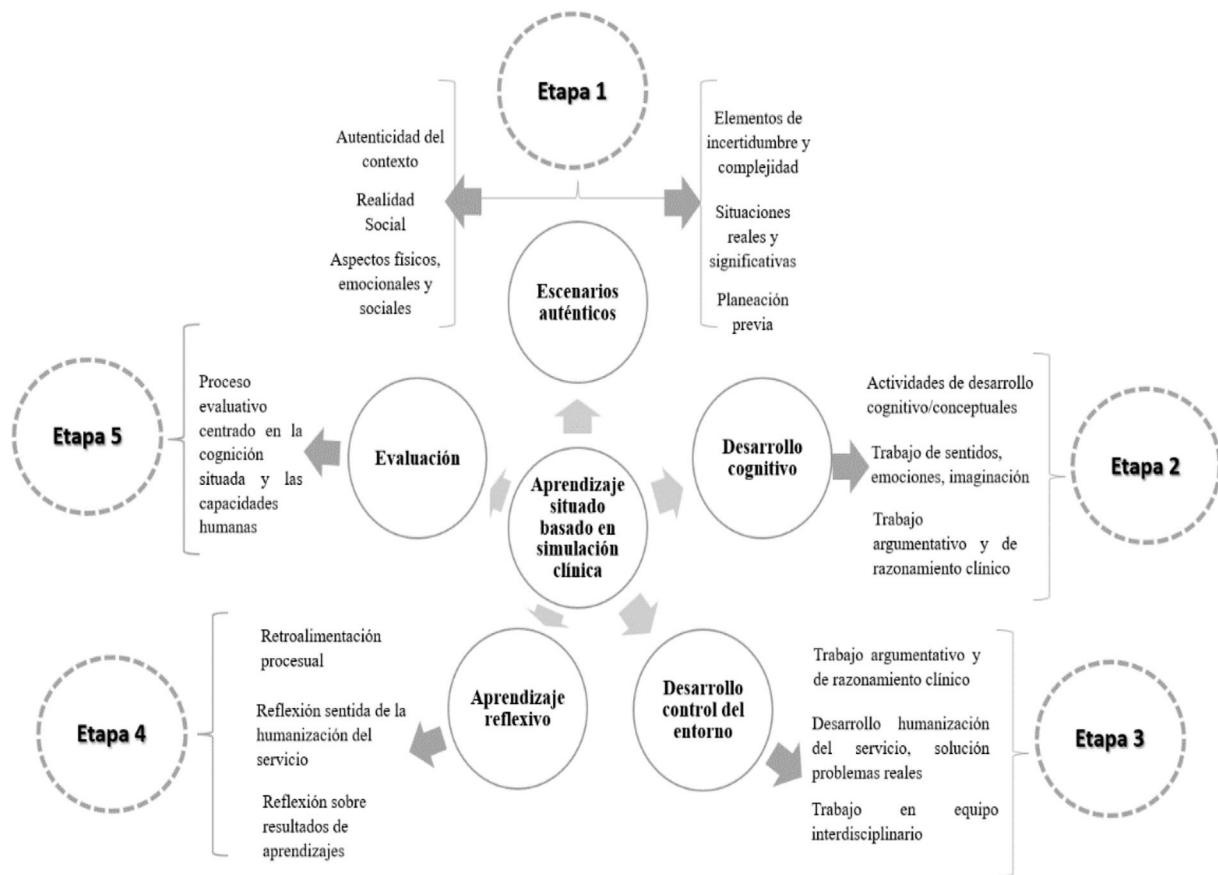 Etapa 1
Autenticidad del
contexto
Realidad
Social
Aspectos físicos,
emocionales y
sociales
Elementos de
incertidumbre y
complejidad
Situaciones
reales y
significativas
Planeación
previa
Escenarios
auténticos
Etapa 5
Proceso
evaluativo
centrado en la
cognición
situada y las
capacidades
humanas
Evaluación
Aprendizaje
situado
basado en
simulación
clínica
Desarrollo
cognitivo
Actividades de desarrollo
cognitivo/conceptuales
Trabajo de sentidos,
emociones, imaginación
Trabajo
argumentativo y de
razonamiento clínico
Etapa 2
Etapa 4
Retroalimentación
procesual
Reflexión sentida de la
humanización del
servicio
Reflexión sobre
resultados de
aprendizajes
Aprendizaje
reflexivo
Desarrollo
control del
entorno
Trabajo argumentativo y
de razonamiento clínico
Desarrollo humanización
del servicio, solución
problemas reales
Trabajo en equipo
interdisciplinario
Etapa 3